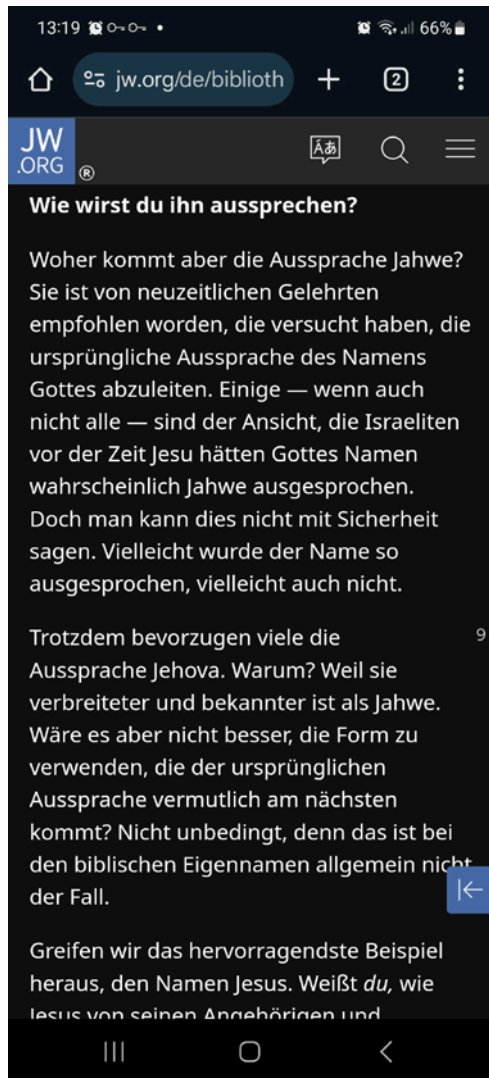 13:19
66%
jw.org/de/biblioth
2
JW
.ORG ®
Áあ
Wie wirst du ihn aussprechen?
Woher kommt aber die Aussprache Jahwe?
Sie ist von neuzeitlichen Gelehrten
empfohlen worden, die versucht haben, die
ursprüngliche Aussprache des Namens
Gottes abzuleiten. Einige — wenn auch
nicht alle — sind der Ansicht, die Israeliten
vor der Zeit Jesu hätten Gottes Namen
wahrscheinlich Jahwe ausgesprochen.
Doch man kann dies nicht mit Sicherheit
sagen. Vielleicht wurde der Name so
ausgesprochen, vielleicht auch nicht.
Trotzdem bevorzugen viele die
9
Aussprache Jehova. Warum? Weil sie
verbreiteter und bekannter ist als Jahwe.
Wäre es aber nicht besser, die Form zu
verwenden, die der ursprünglichen
Aussprache vermutlich am nächsten
kommt? Nicht unbedingt, denn das ist bei
den biblischen Eigennamen allgemein nicht
der Fall.
Greifen wir das hervorragendste Beispiel
heraus, den Namen Jesus. Weißt du, wie
Jesus von seinen Angehörigen und